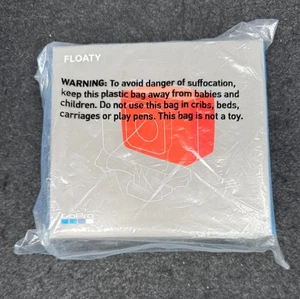 FLOATY
WARNING: To avoid danger of suffocation,
keep this plastic bag away from babies and
children. Do not use this bag in cribs, beds,
carriages or play pens. This bag is not a toy.
GoPro